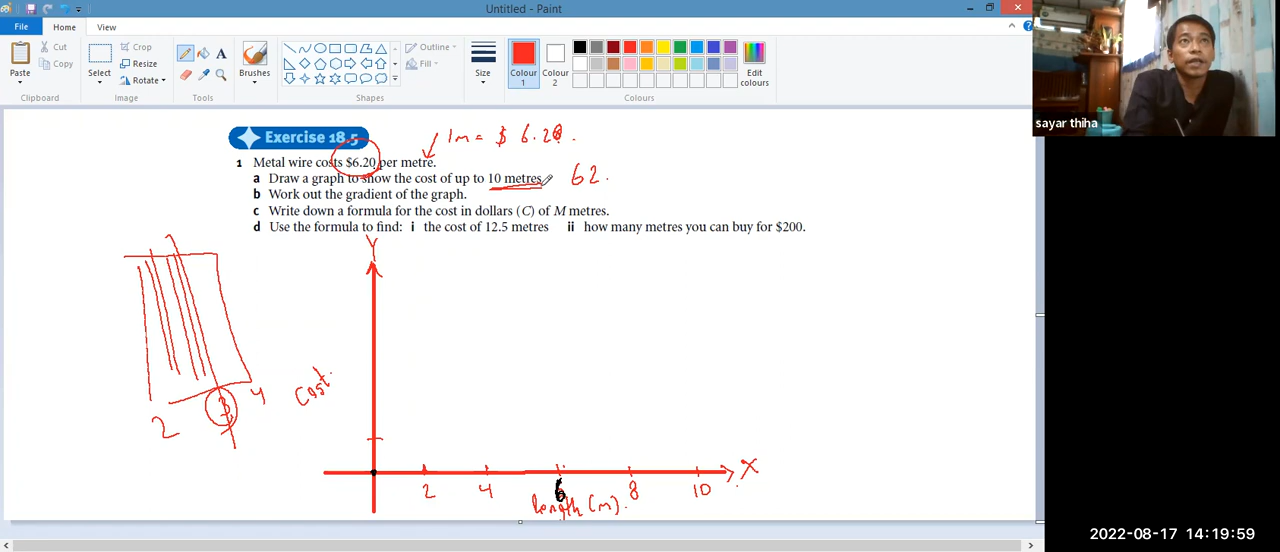 Untitled - Paint
File
Home
View
Paste
Cut
Copy
Clipboard
Select
Crop
Resize
Rotate
Image
Tools
Brushes
Outline
Fill
Shapes
Size
Colour
1
Colour
2
Edit
colours
Colours
sayar thiha
Exercise 18.5
1m = $ 6.20.
1 Metal wire costs $6.20 per metre.
a Draw a graph to show the cost of up to 10 metres. 62.
b Work out the gradient of the graph.
c Write down a formula for the cost in dollars (C) of M metres.
d Use the formula to find: i the cost of 12.5 metres ii how many metres you can buy for $200.
Y
Cost
2 3 4
X
2 4 6 8 10
length (m).
2022-08-17 14:19:59